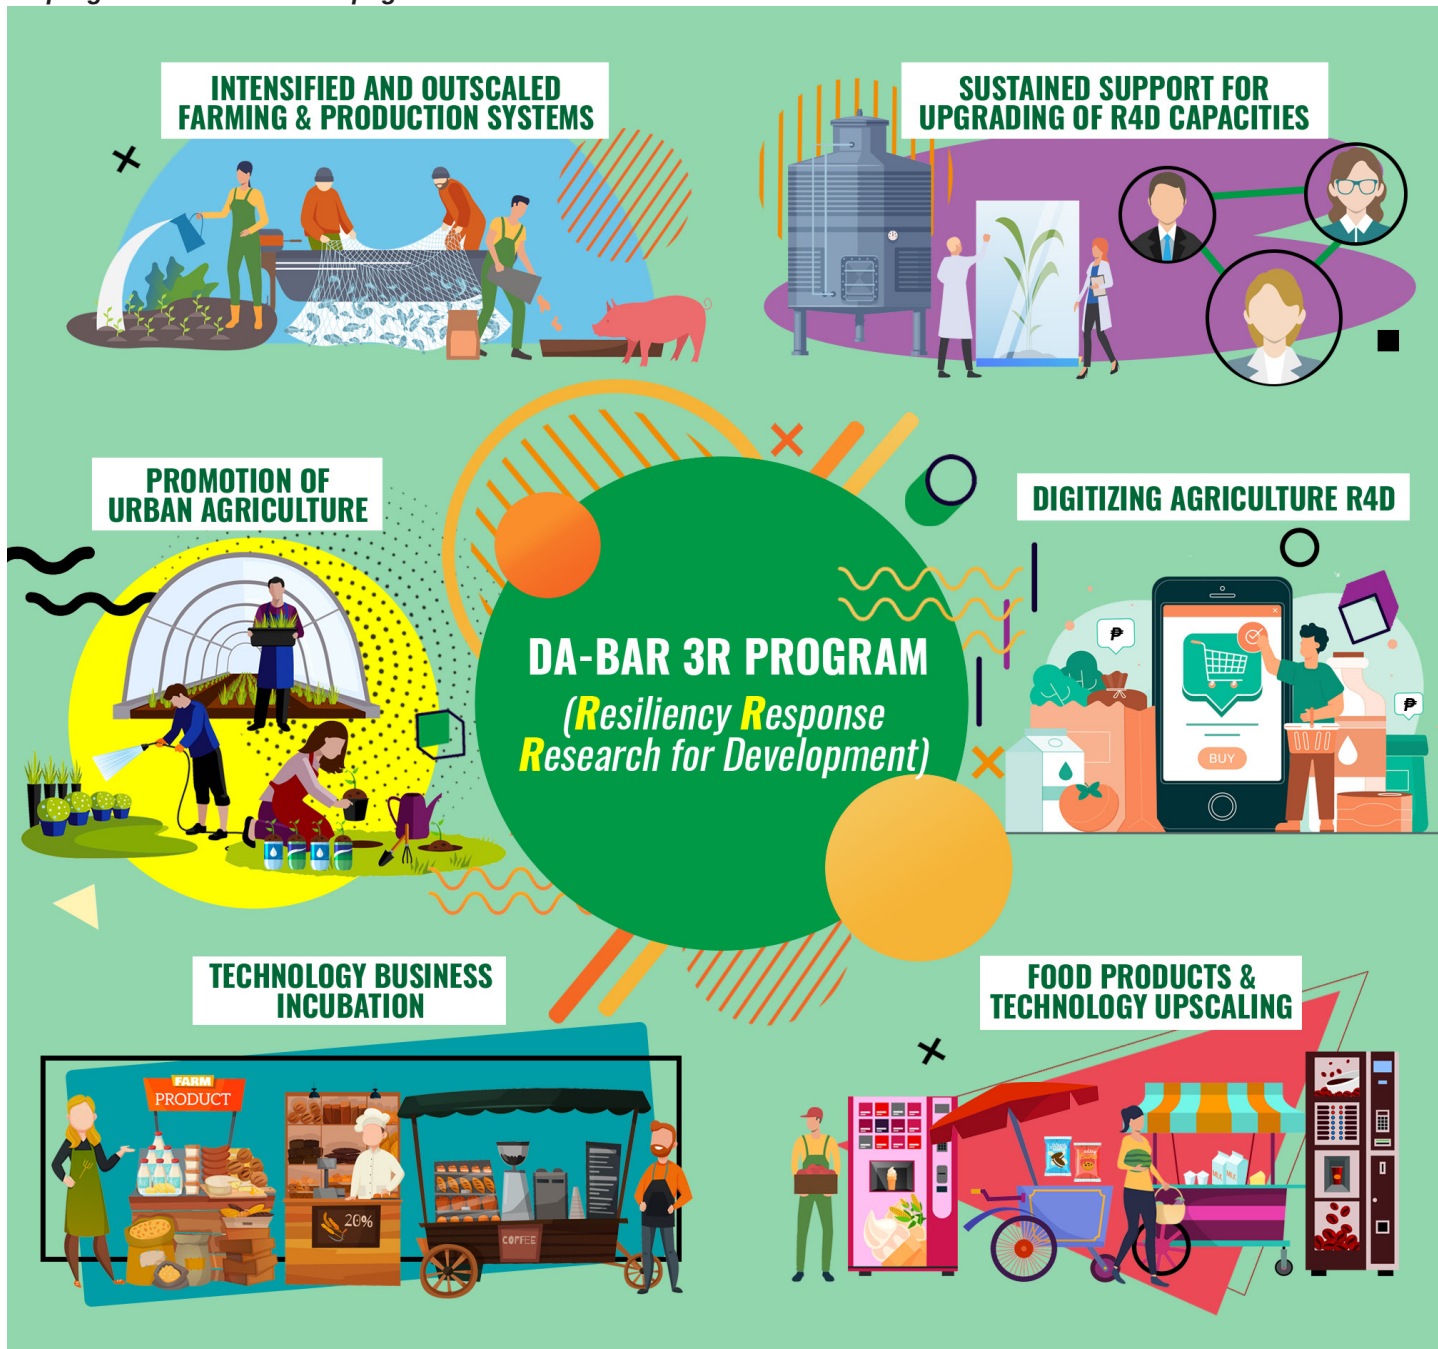 INTENSIFIED AND OUTSCALED
FARMING & PRODUCTION SYSTEMS
SUSTAINED SUPPORT FOR
UPGRADING OF R4D CAPACITIES
PROMOTION OF
URBAN AGRICULTURE
DIGITIZING AGRICULTURE R4D
₱
₱
BUY
DA-BAR 3R PROGRAM
(Resiliency Response
Research for Development)
TECHNOLOGY BUSINESS
INCUBATION
FARM
PRODUCT
20%
COFFEE
FOOD PRODUCTS &
TECHNOLOGY UPSCALING